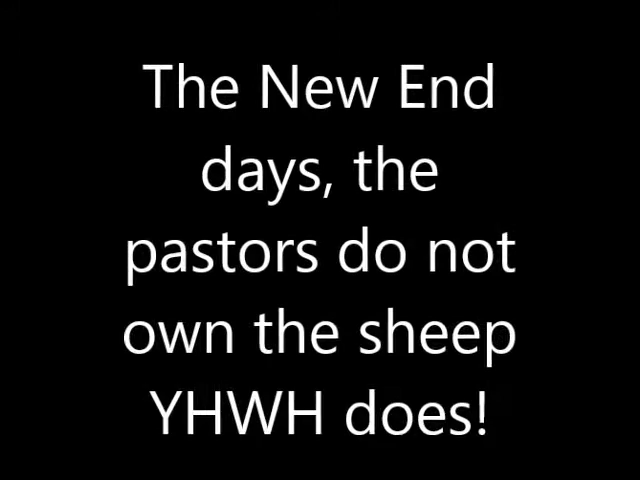 The New End
days, the
pastors do not
own the sheep
YHWH does!